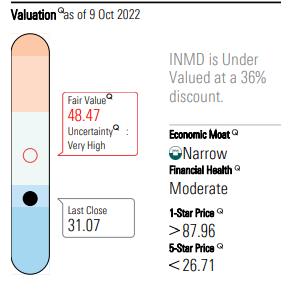 Valuation Q as of 9 Oct 2022
INMD is Under
Valued at a 36%
discount.
Fair Value Q
48.47
Uncertainty Q :
Very High
Last Close
31.07
Economic Moat Q
Narrow
Financial Health Q
Moderate
1-Star Price Q
>87.96
5-Star Price Q
<26.71